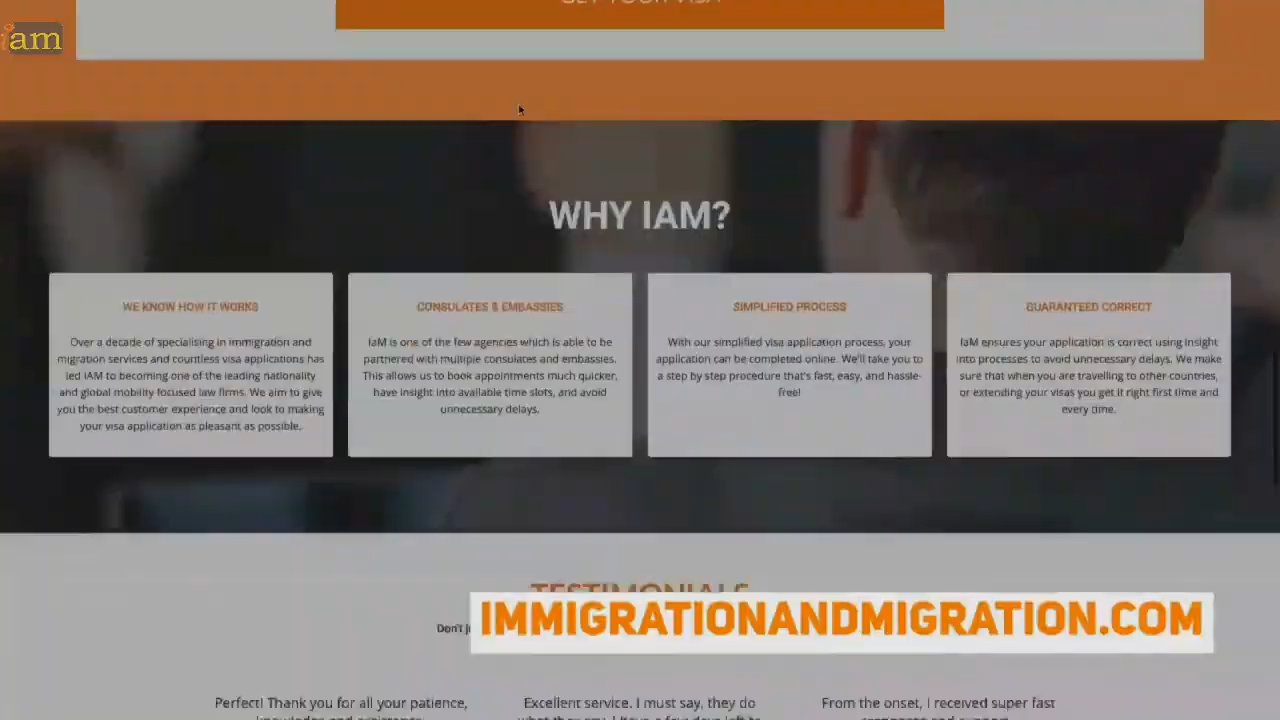 GET YOUR VISA
iam
WHY IAM?
WE KNOW HOW IT WORKS
Over a decade of specialising in immigration and
migration services and countless visa applications has
led IAM to becoming one of the leading nationality
and global mobility focused law firms. We aim to give
you the best customer experience and look to making
your visa application as pleasant as possible.
CONSULATES & EMBASSIES
IaM is one of the few agencies which is able to be
partnered with multiple consulates and embassies.
This allows us to book appointments much quicker,
have insight into available time slots, and avoid
unnecessary delays.
SIMPLIFIED PROCESS
With our simplified visa application process, your
application can be completed online. We'll take you to
a step by step procedure that's fast, easy, and hassle-
free!
GUARANTEED CORRECT
IaM ensures your application is correct using insight
into processes to avoid unnecessary delays. We make
sure that when you are travelling to other countries,
or extending your visas you get it right first time and
every time.
TESTIMONIALS
Don't
IMMIGRATIONANDMIGRATION.COM
Perfect! Thank you for all your patience,
Excellent service. I must say, they do
From the onset, I received super fast